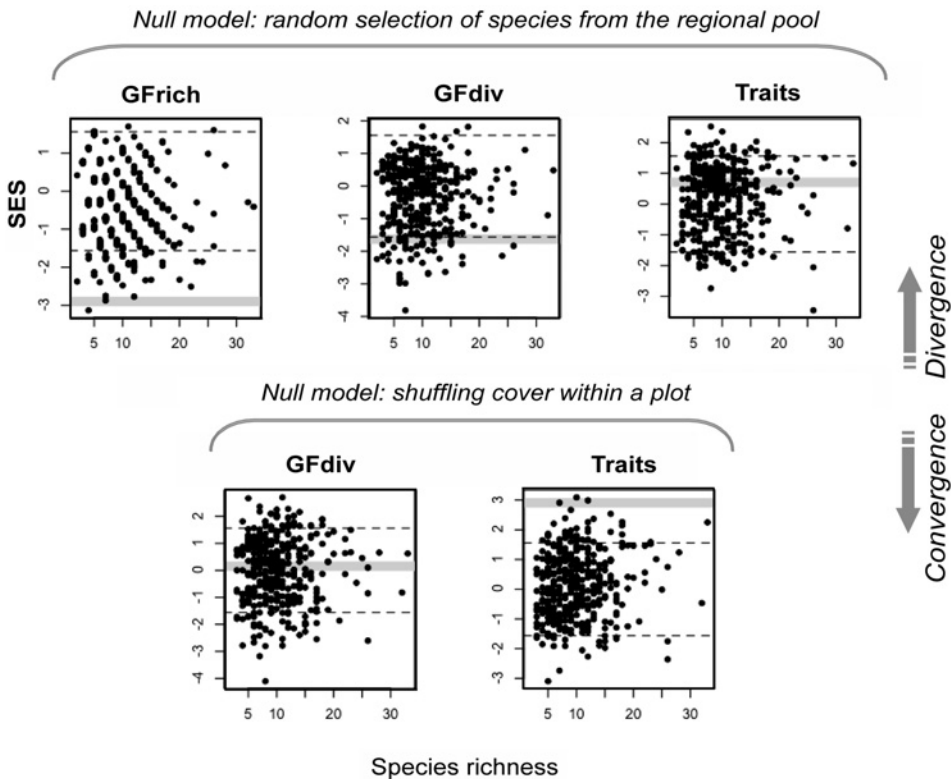 Null model: random selection of species from the regional pool
GFrich
GFdiv
Traits
SES
1
0
-1
-2
-3
5 10 20 30
2
1
0
-1
-2
-3
-4
5 10 20 30
2
1
0
-1
-2
-3
5 10 20 30
Divergence
Convergence
Null model: shuffling cover within a plot
GFdiv
Traits
2
1
0
-1
-2
-3
-4
5 10 20 30
3
2
1
0
-1
-2
-3
5 10 20 30
Species richness